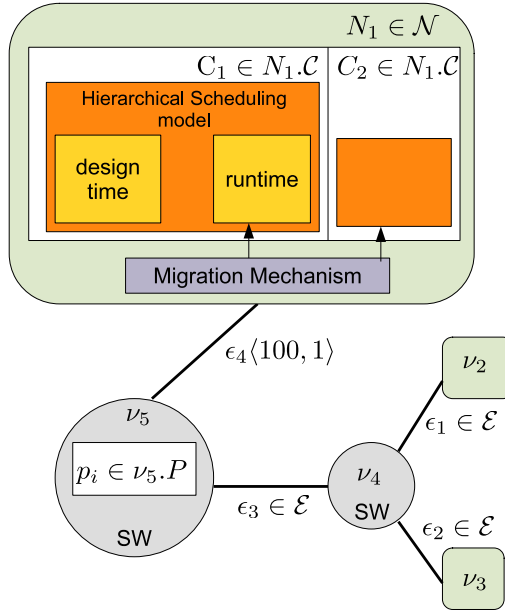 N₁ ∈ 𝒩
C₁ ∈ N₁.𝒞
C₂ ∈ N₁.𝒞
Hierarchical Scheduling
model
design
time
runtime
Migration Mechanism
ϵ₄⟨100, 1⟩
ν₂
ν₅
ϵ₁ ∈ ℰ
pᵢ ∈ ν₅.P
ν₄
ϵ₃ ∈ ℰ
SW
ϵ₂ ∈ ℰ
SW
ν₃